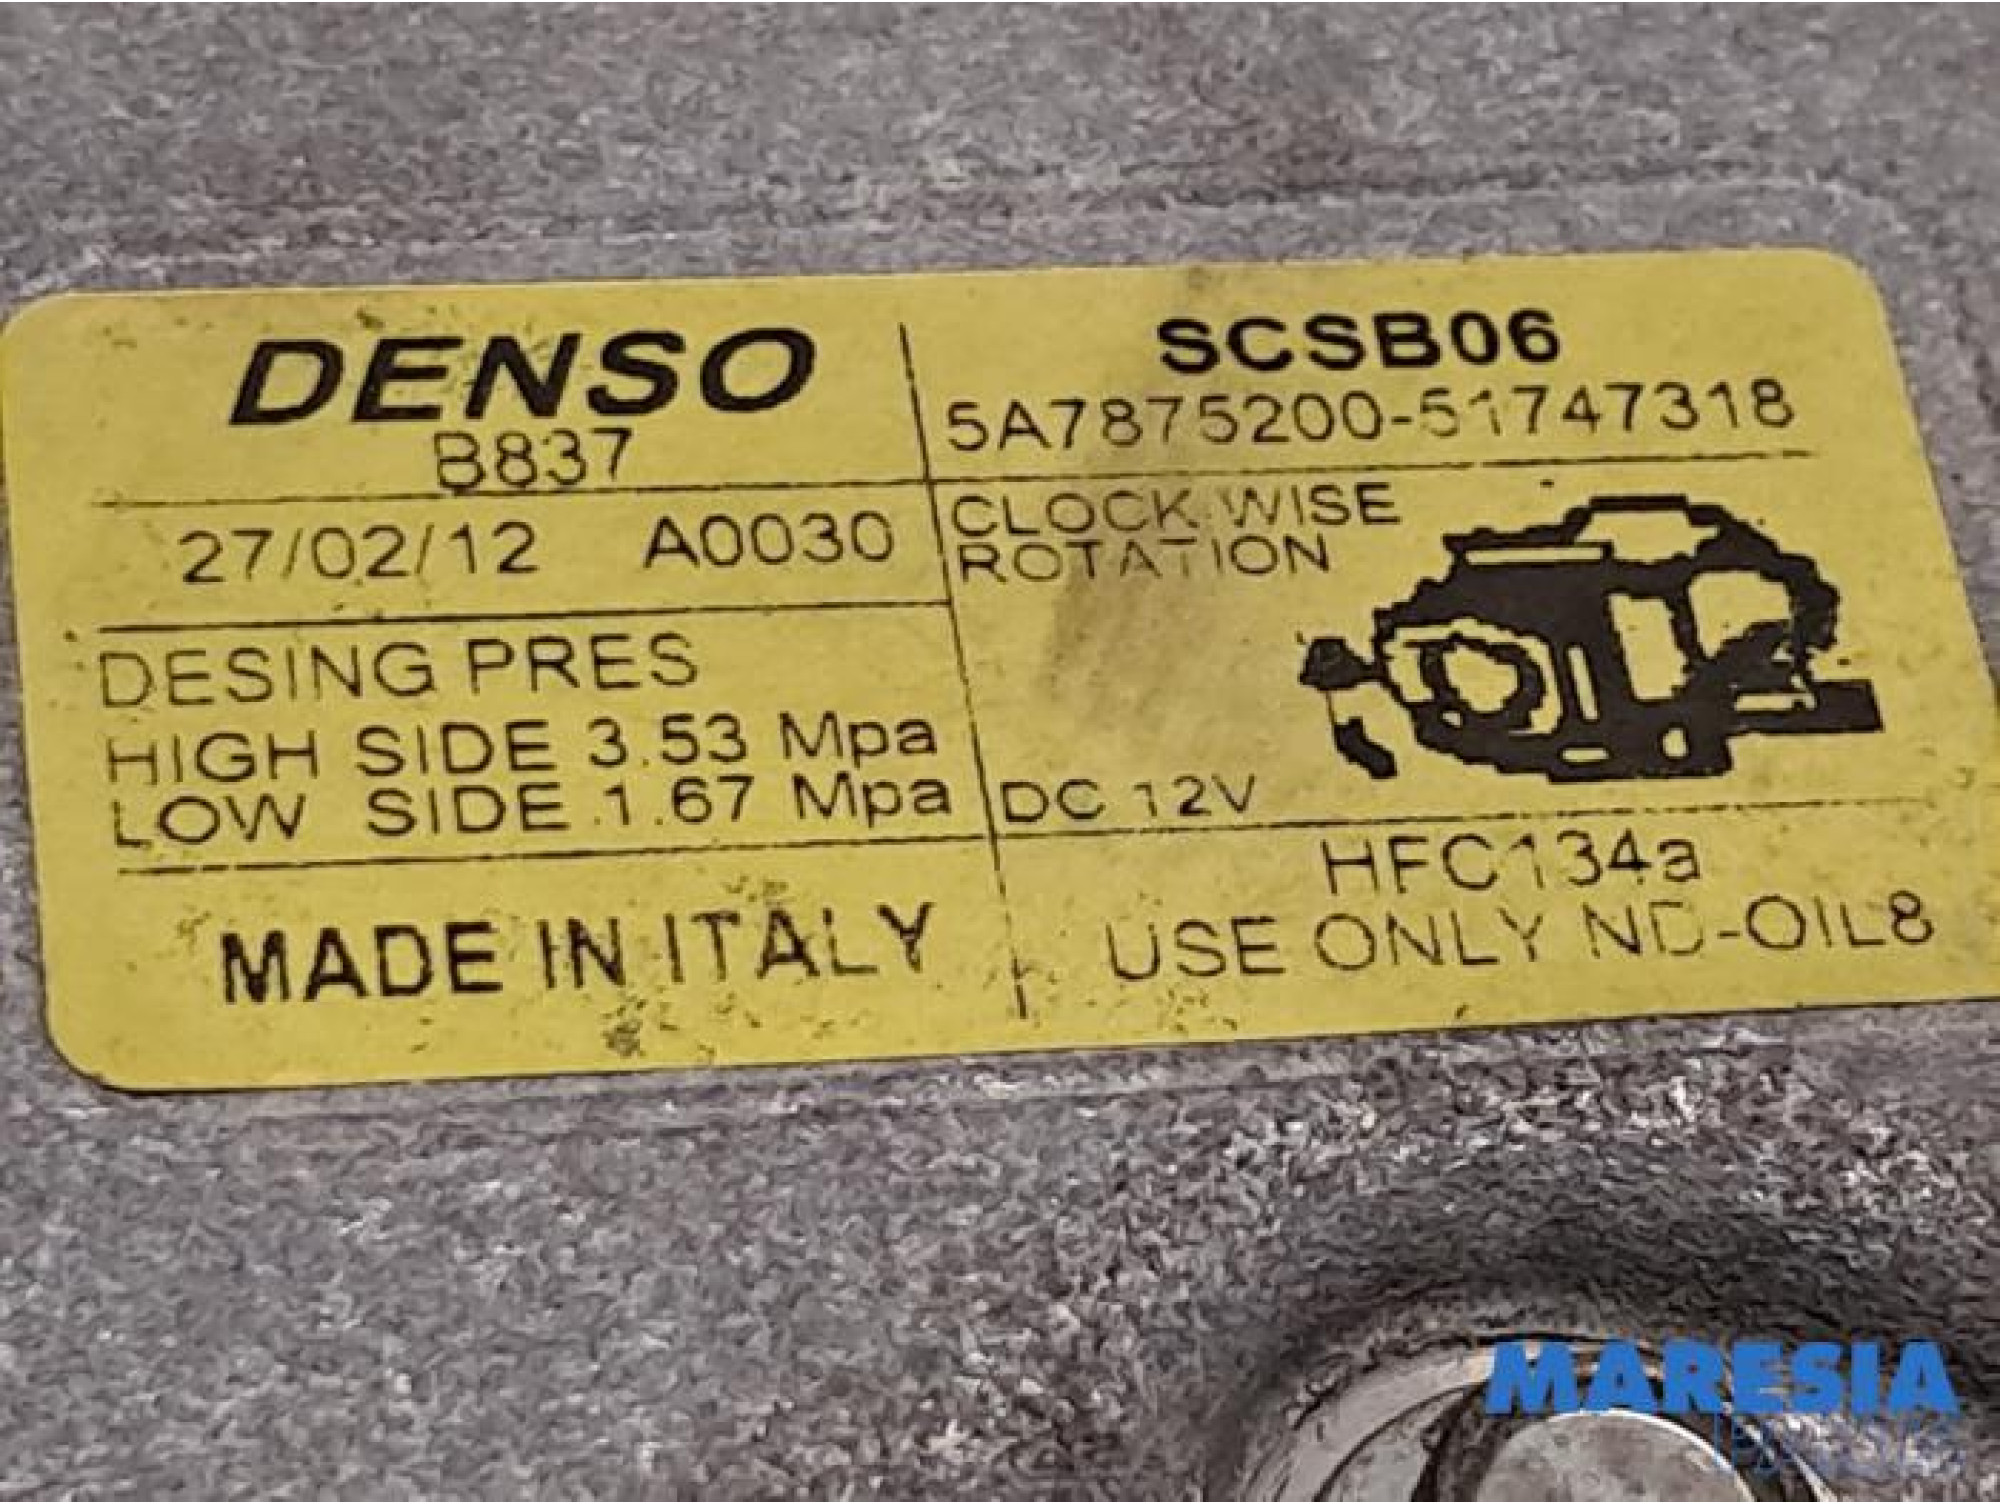 DENSO
B837
27/02/12 A0030
DESING PRES
HIGH SIDE 3.53 Mpa
LOW SIDE 1.67 Mpa
MADE IN ITALY
SCSB06
5A7875200-51747318
CLOCK WISE
ROTATION
DC 12V
HFC134a
USE ONLY ND-OIL8
MARESIA